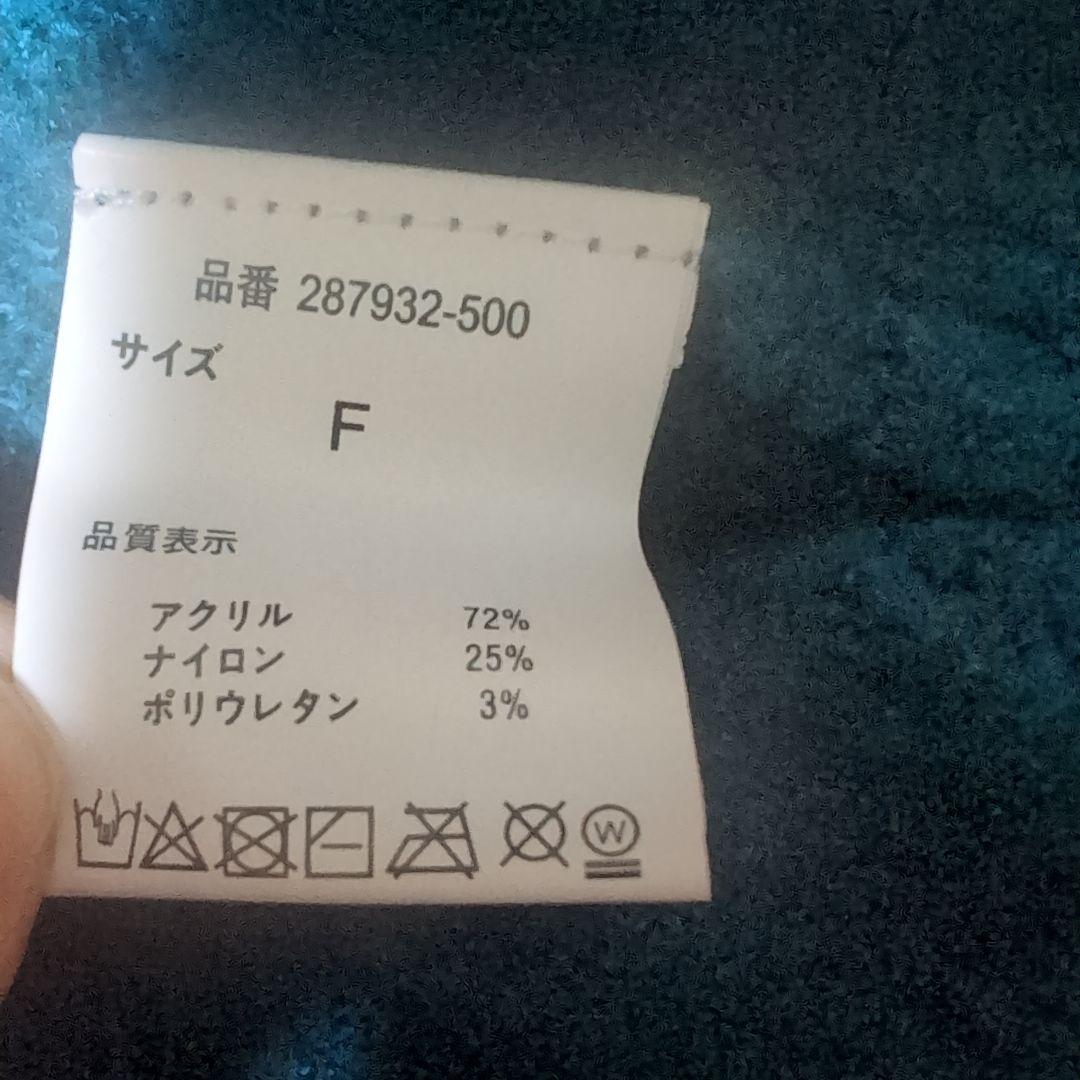 品番 287932-500
サイズ
F
品質表示
アクリル 72%
ナイロン 25%
ポリウレタン 3%
W